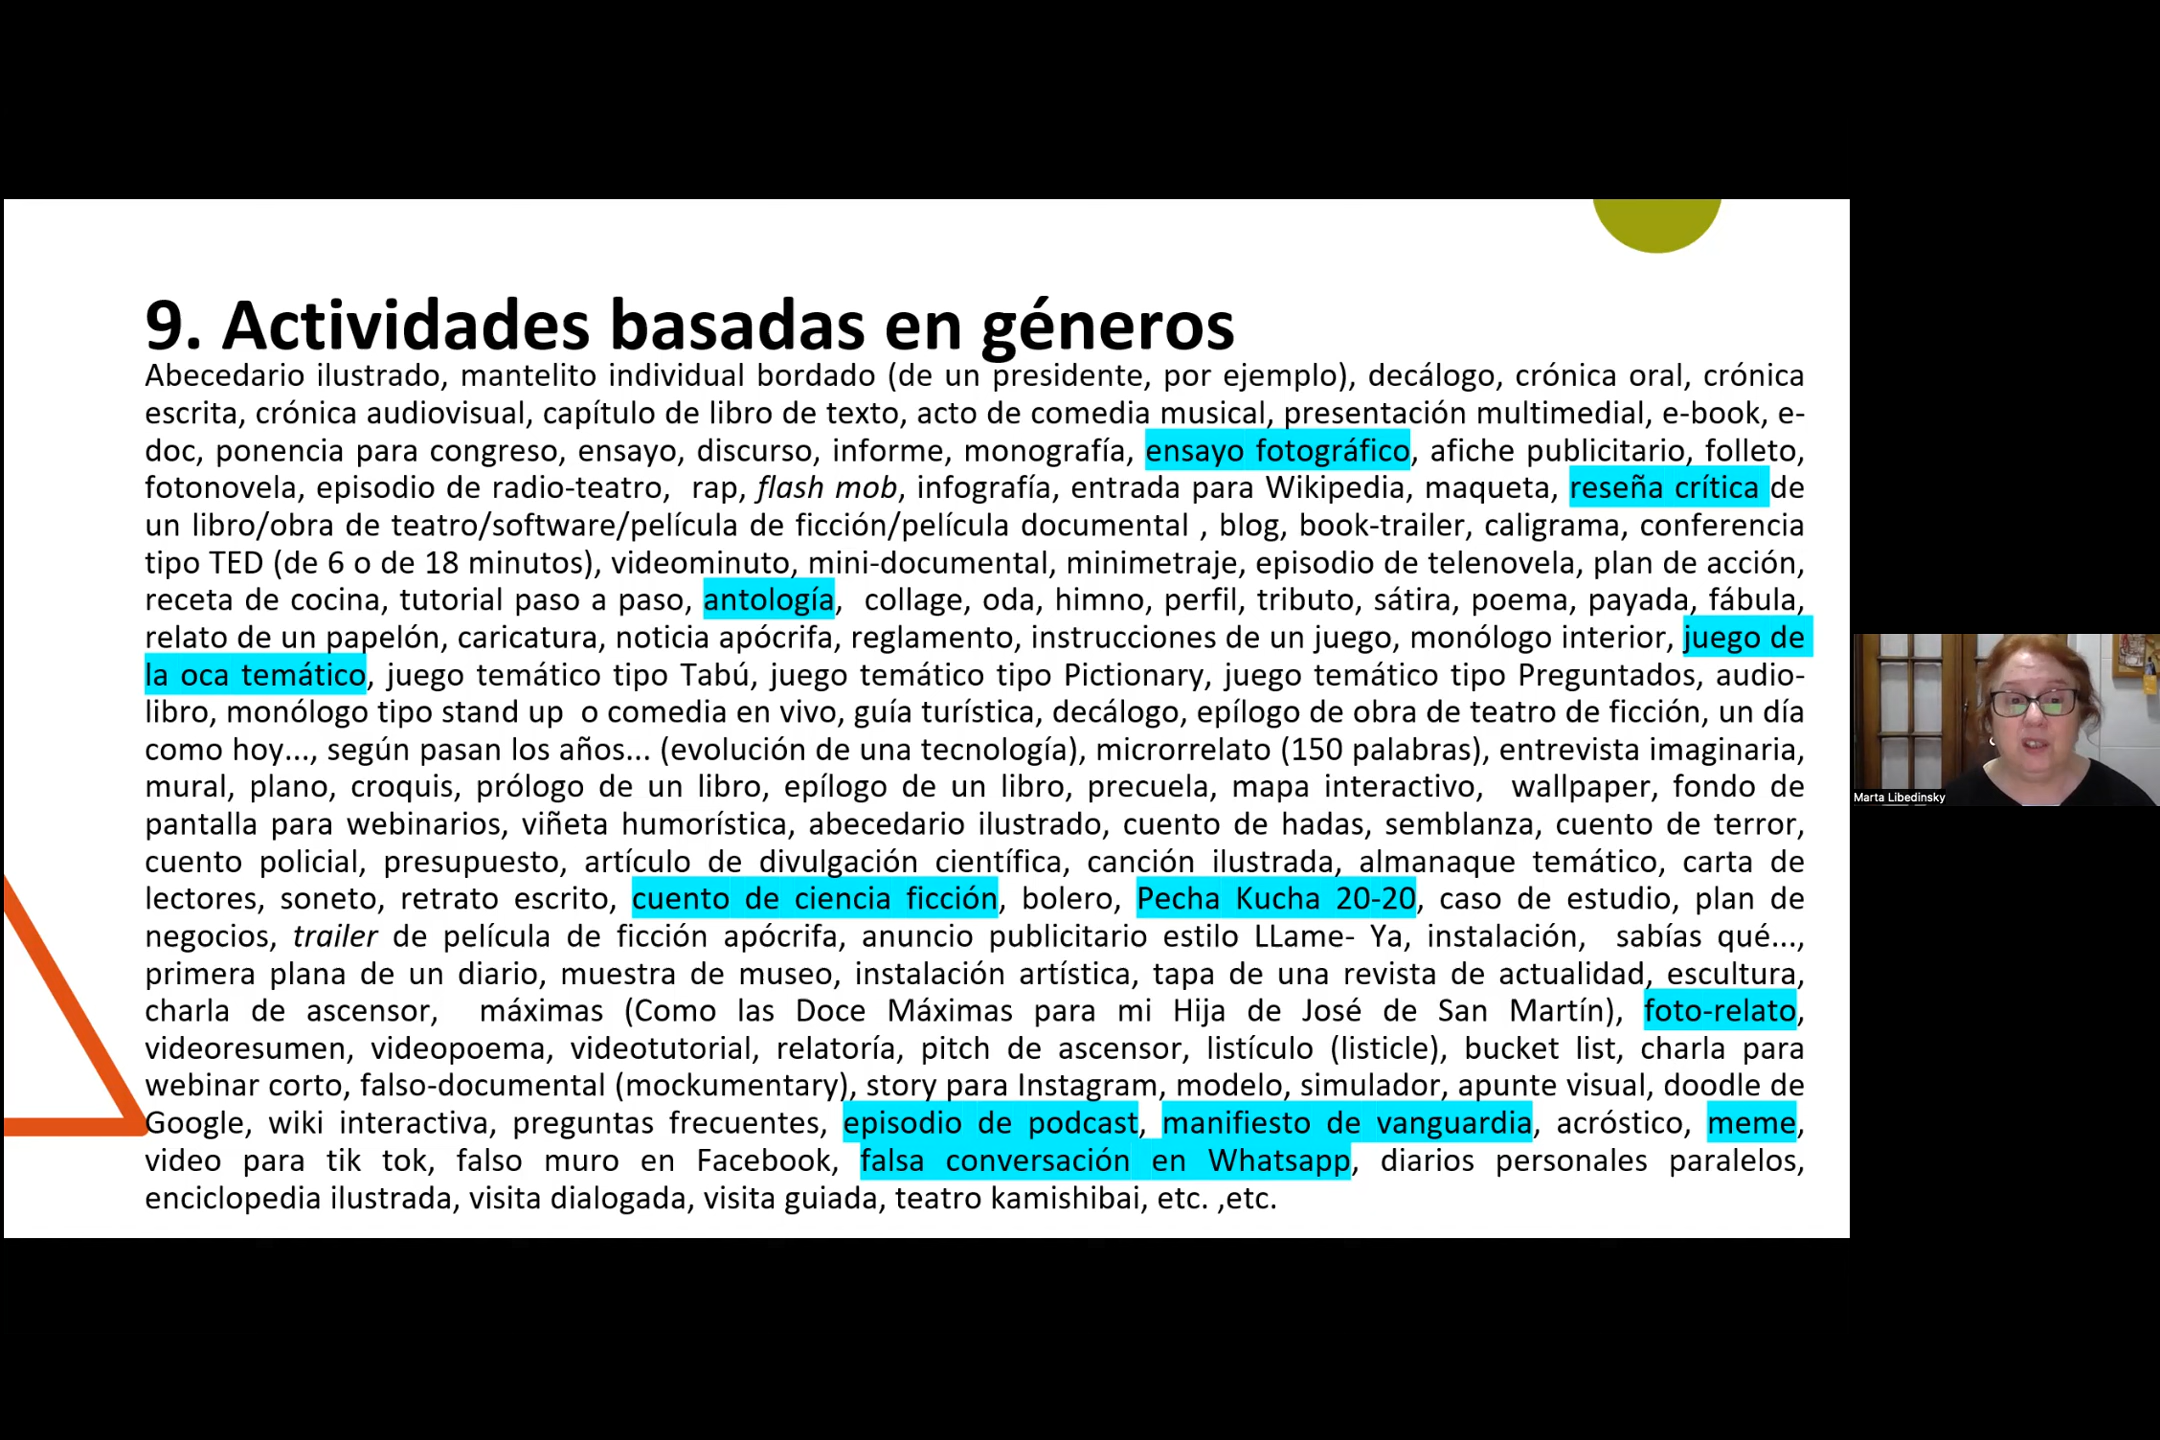 9. Actividades basadas en géneros
Abecedario ilustrado, mantelito individual bordado (de un presidente, por ejemplo), decálogo, crónica oral, crónica
escrita, crónica audiovisual, capítulo de libro de texto, acto de comedia musical, presentación multimedial, e-book, e-
doc, ponencia para congreso, ensayo, discurso, informe, monografía, ensayo fotográfico, afiche publicitario, folleto,
fotonovela, episodio de radio-teatro, rap, flash mob, infografía, entrada para Wikipedia, maqueta, reseña crítica de
un libro/obra de teatro/software/película de ficción/película documental , blog, book-trailer, caligrama, conferencia
tipo TED (de 6 o de 18 minutos), videominuto, mini-documental, minimetraje, episodio de telenovela, plan de acción,
receta de cocina, tutorial paso a paso, antología, collage, oda, himno, perfil, tributo, sátira, poema, payada, fábula,
relato de un papelón, caricatura, noticia apócrifa, reglamento, instrucciones de un juego, monólogo interior, juego de
la oca temático, juego temático tipo Tabú, juego temático tipo Pictionary, juego temático tipo Preguntados, audio-
libro, monólogo tipo stand up o comedia en vivo, guía turística, decálogo, epílogo de obra de teatro de ficción, un día
como hoy..., según pasan los años... (evolución de una tecnología), microrrelato (150 palabras), entrevista imaginaria,
mural, plano, croquis, prólogo de un libro, epílogo de un libro, precuela, mapa interactivo, wallpaper, fondo de
pantalla para webinarios, viñeta humorística, abecedario ilustrado, cuento de hadas, semblanza, cuento de terror,
cuento policial, presupuesto, artículo de divulgación científica, canción ilustrada, almanaque temático, carta de
lectores, soneto, retrato escrito, cuento de ciencia ficción, bolero, Pecha Kucha 20-20, caso de estudio, plan de
negocios, trailer de película de ficción apócrifa, anuncio publicitario estilo LLame- Ya, instalación, sabías qué...,
primera plana de un diario, muestra de museo, instalación artística, tapa de una revista de actualidad, escultura,
charla de ascensor, máximas (Como las Doce Máximas para mi Hija de José de San Martín), foto-relato,
videoresumen, videopoema, videotutorial, relatoría, pitch de ascensor, listículo (listicle), bucket list, charla para
webinar corto, falso-documental (mockumentary), story para Instagram, modelo, simulador, apunte visual, doodle de
Google, wiki interactiva, preguntas frecuentes, episodio de podcast, manifiesto de vanguardia, acróstico, meme,
video para tik tok, falso muro en Facebook, falsa conversación en Whatsapp, diarios personales paralelos,
enciclopedia ilustrada, visita dialogada, visita guiada, teatro kamishibai, etc. ,etc.
Marta Libedinsky